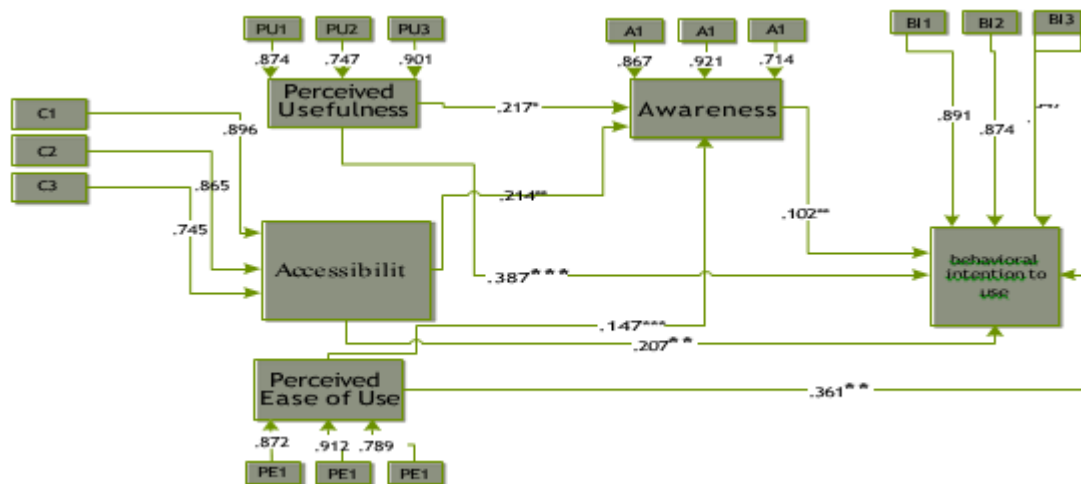 PU1 PU2 PU3
A1 A1 A1
BI1 BI2 BI3
.874 .747 .901
.867 .921 .714
Perceived
Usefulness
.217*
Awareness
C1
.896
C2
.865
C3
.745
.891
.874
.214**
.102**
Accessibilit
.387***
behavioral
intention to
use
.147***
.207**
Perceived
Ease of Use
.361**
.872 .912 .789
PE1 PE1 PE1